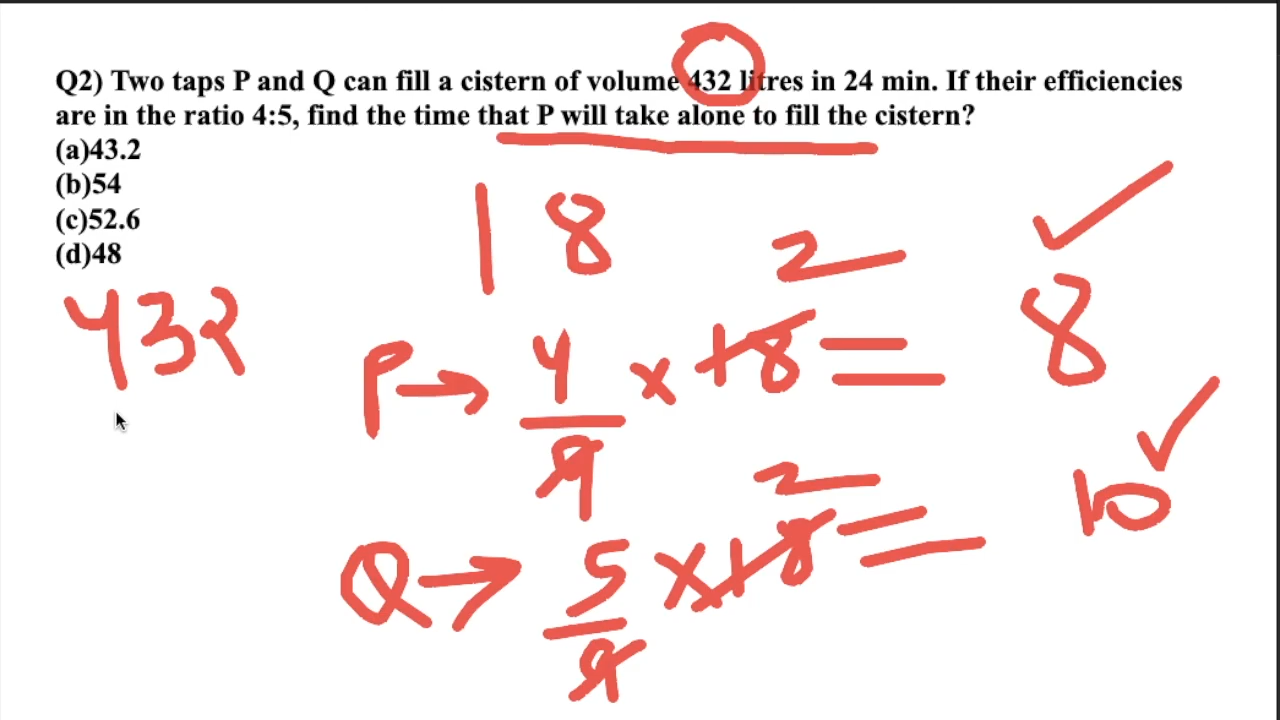 Q2) Two taps P and Q can fill a cistern of volume 432 litres in 24 min. If their efficiencies
are in the ratio 4:5, find the time that P will take alone to fill the cistern?
(a)43.2
(b)54
(c)52.6
(d)48
18
432
P→ 4/9 x 18 = 8
2
Q→ 5/9 x 18 = 10
2